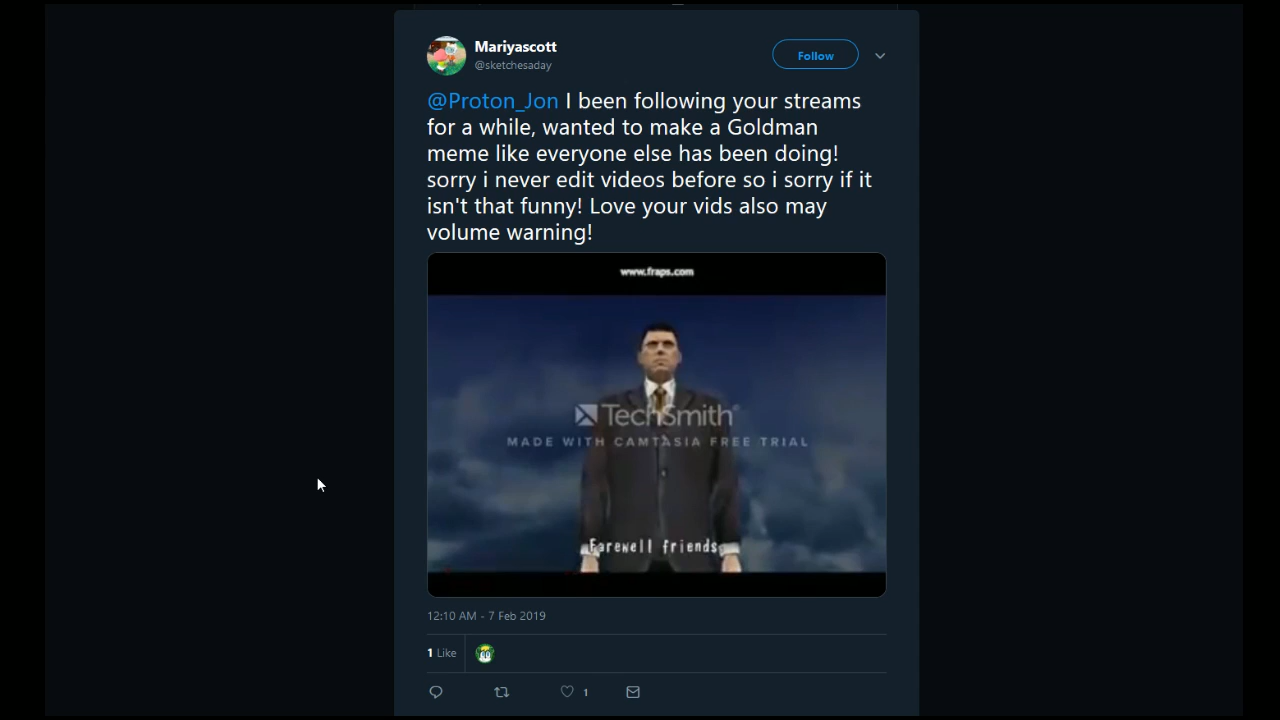 Mariyascott
@sketchesaday
Follow
@Proton_Jon I been following your streams
for a while, wanted to make a Goldman
meme like everyone else has been doing!
sorry i never edit videos before so i sorry if it
isn't that funny! Love your vids also may
volume warning!
www.fraps.com
TechSmith®
MADE WITH CAMTASIA FREE TRIAL
Farewell friends
12:10 AM - 7 Feb 2019
1 Like
1